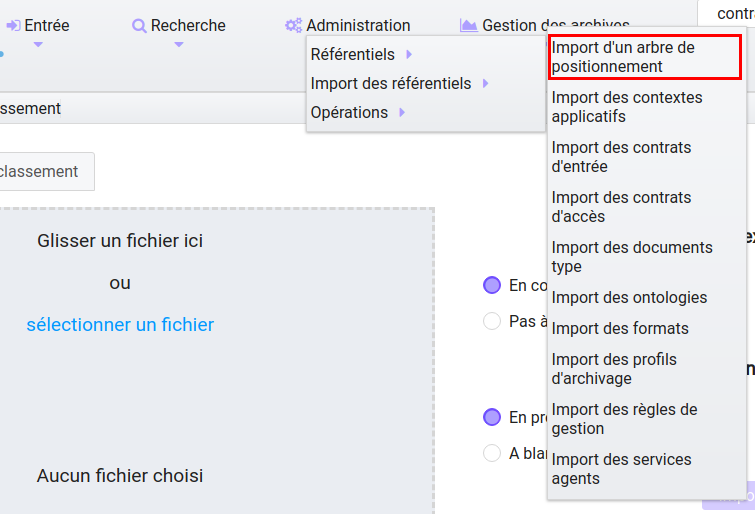 Entrée
Recherche
Administration
Gestion des archives
contra
Référentiels
Import des référentiels
Opérations
Import d'un arbre de
positionnement
Import des contextes
applicatifs
Import des contrats
d'entrée
Import des contrats
d'accès
Import des documents
type
Import des ontologies
Import des formats
Import des profils
d'archivage
Import des règles de
gestion
Import des services
agents
ssement
classement
Glisser un fichier ici
ou
sélectionner un fichier
Aucun fichier choisi
En co
Pas à
En pr
A blan